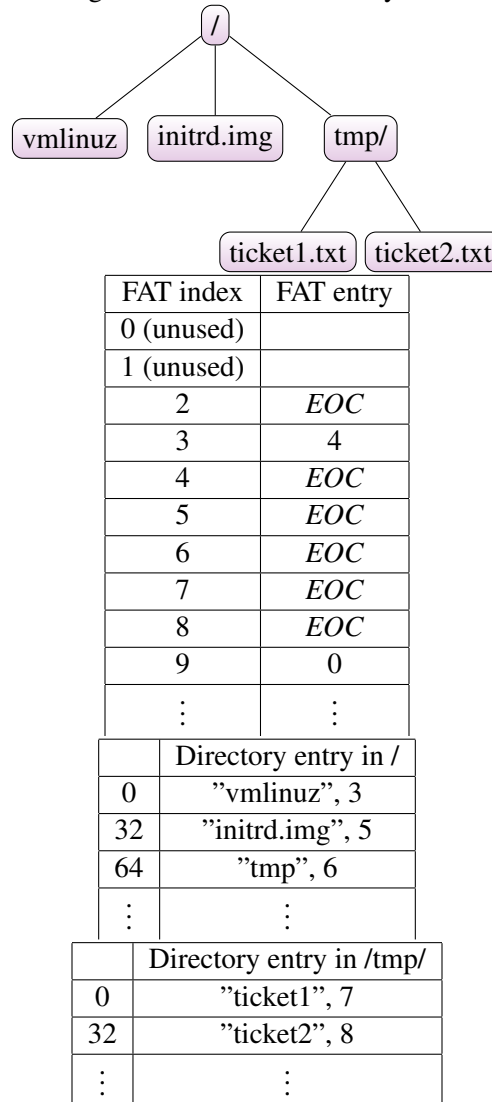 /
vmlinuz initrd.img tmp/
ticket1.txt ticket2.txt
FAT index FAT entry
0 (unused)
1 (unused)
2 EOC
3 4
4 EOC
5 EOC
6 EOC
7 EOC
8 EOC
9 0
⋮ ⋮
Directory entry in /
0 ”vmlinuz”, 3
32 ”initrd.img”, 5
64 ”tmp”, 6
⋮ ⋮
Directory entry in /tmp/
0 ”ticket1”, 7
32 ”ticket2”, 8
⋮ ⋮